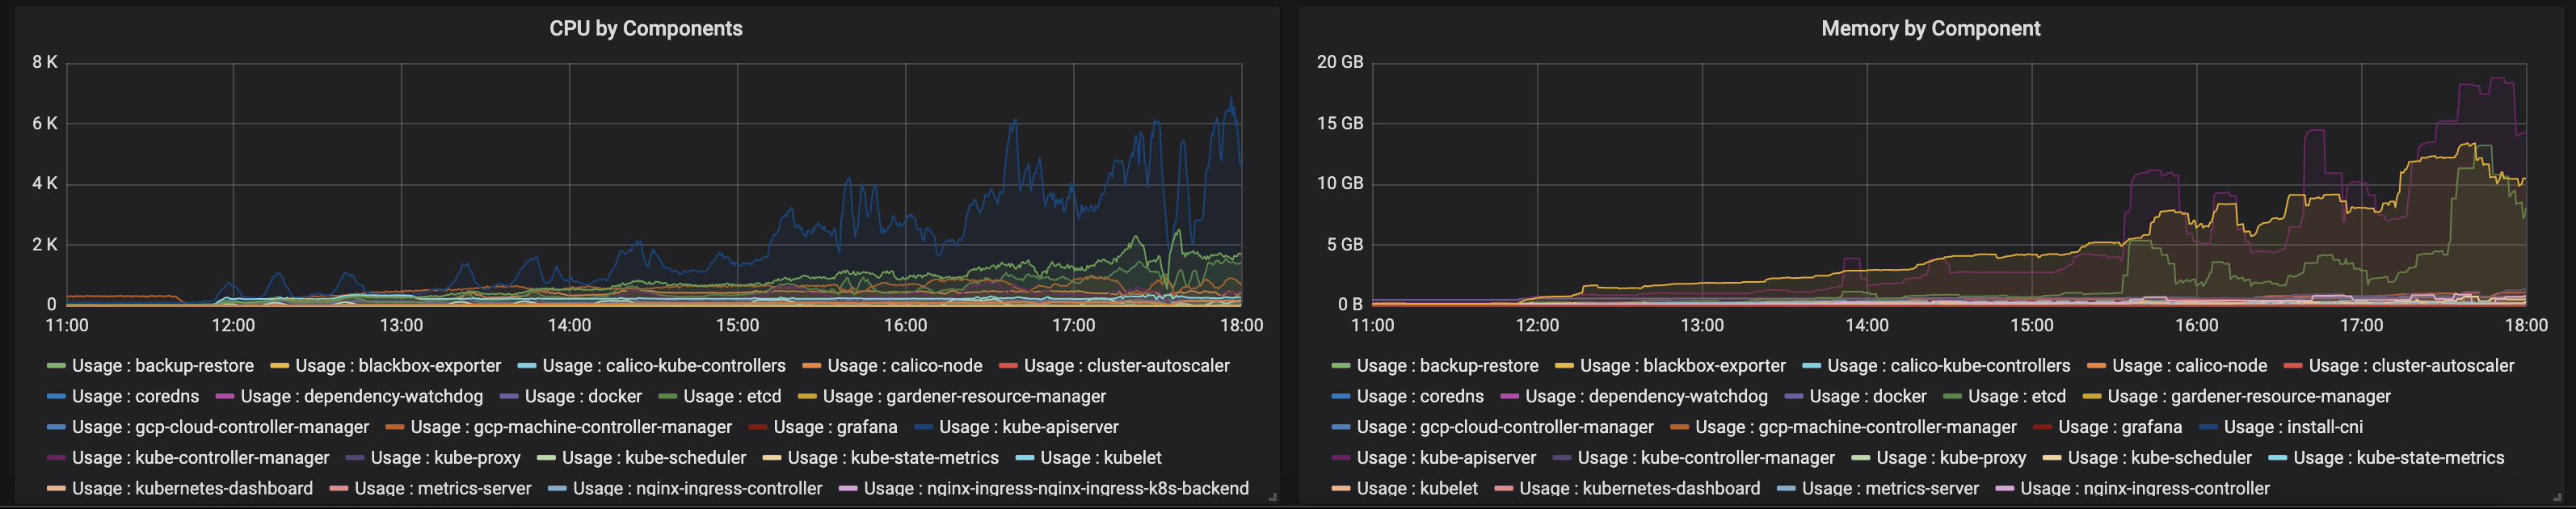 CPU by Components
8 K
6 K
4 K
2 K
0
11:00 12:00 13:00 14:00 15:00 16:00 17:00 18:00
Usage : backup-restore Usage : blackbox-exporter Usage : calico-kube-controllers Usage : calico-node Usage : cluster-autoscaler
Usage : coredns Usage : dependency-watchdog Usage : docker Usage : etcd Usage : gardener-resource-manager
Usage : gcp-cloud-controller-manager Usage : gcp-machine-controller-manager Usage : grafana Usage : kube-apiserver
Usage : kube-controller-manager Usage : kube-proxy Usage : kube-scheduler Usage : kube-state-metrics Usage : kubelet
Usage : kubernetes-dashboard Usage : metrics-server Usage : nginx-ingress-controller Usage : nginx-ingress-nginx-ingress-k8s-backend
Memory by Component
20 GB
15 GB
10 GB
5 GB
0 B
11:00 12:00 13:00 14:00 15:00 16:00 17:00 18:00
Usage : backup-restore Usage : blackbox-exporter Usage : calico-kube-controllers Usage : calico-node Usage : cluster-autoscaler
Usage : coredns Usage : dependency-watchdog Usage : docker Usage : etcd Usage : gardener-resource-manager
Usage : gcp-cloud-controller-manager Usage : gcp-machine-controller-manager Usage : grafana Usage : install-cni
Usage : kube-apiserver Usage : kube-controller-manager Usage : kube-proxy Usage : kube-scheduler Usage : kube-state-metrics
Usage : kubelet Usage : kubernetes-dashboard Usage : metrics-server Usage : nginx-ingress-controller